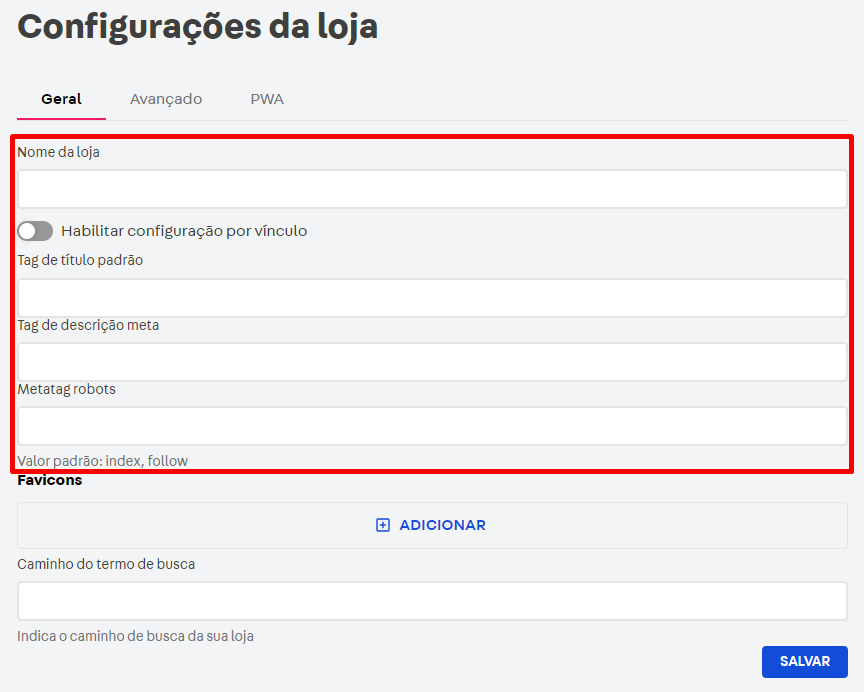 Configurações da loja
Geral Avançado PWA
Nome da loja
Habilitar configuração por vínculo
Tag de título padrão
Tag de descrição meta
Metatag robots
Valor padrão: index, follow
Favicons
ADICIONAR
Caminho do termo de busca
Indica o caminho de busca da sua loja
SALVAR